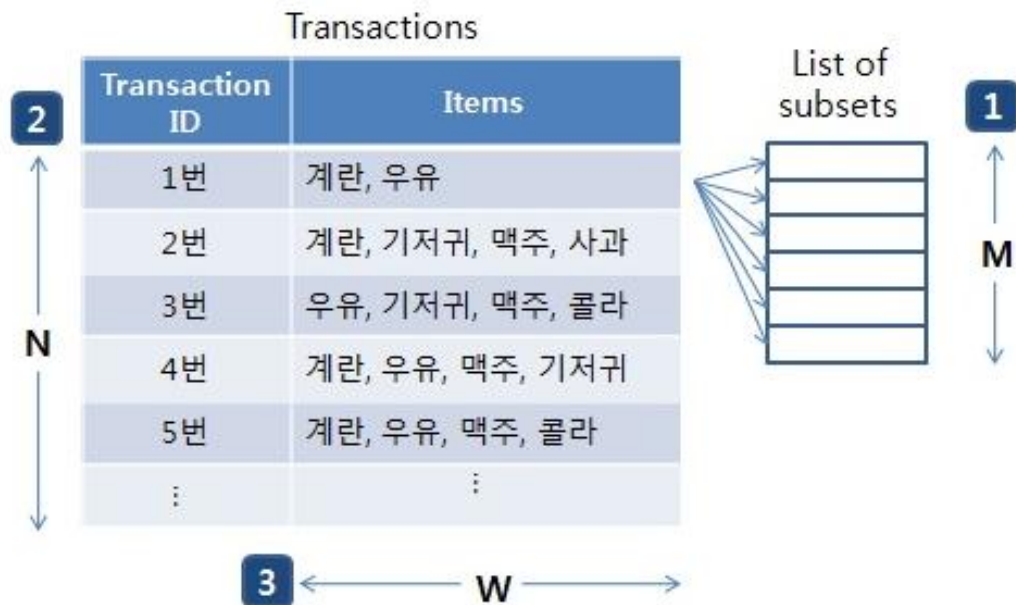 Transactions
List of
subsets
1
2
Transaction
ID
Items
1번
계란, 우유
2번
계란, 기저귀, 맥주, 사과
3번
우유, 기저귀, 맥주, 콜라
4번
계란, 우유, 맥주, 기저귀
5번
계란, 우유, 맥주, 콜라
⋮
⋮
N
M
3
W